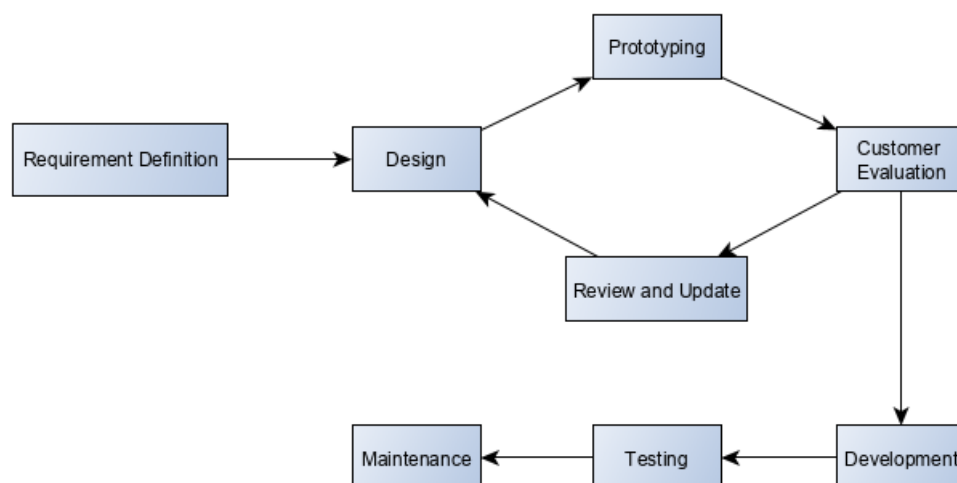 Prototyping
Requirement Definition
Design
Customer
Evaluation
Review and Update
Maintenance
Testing
Development